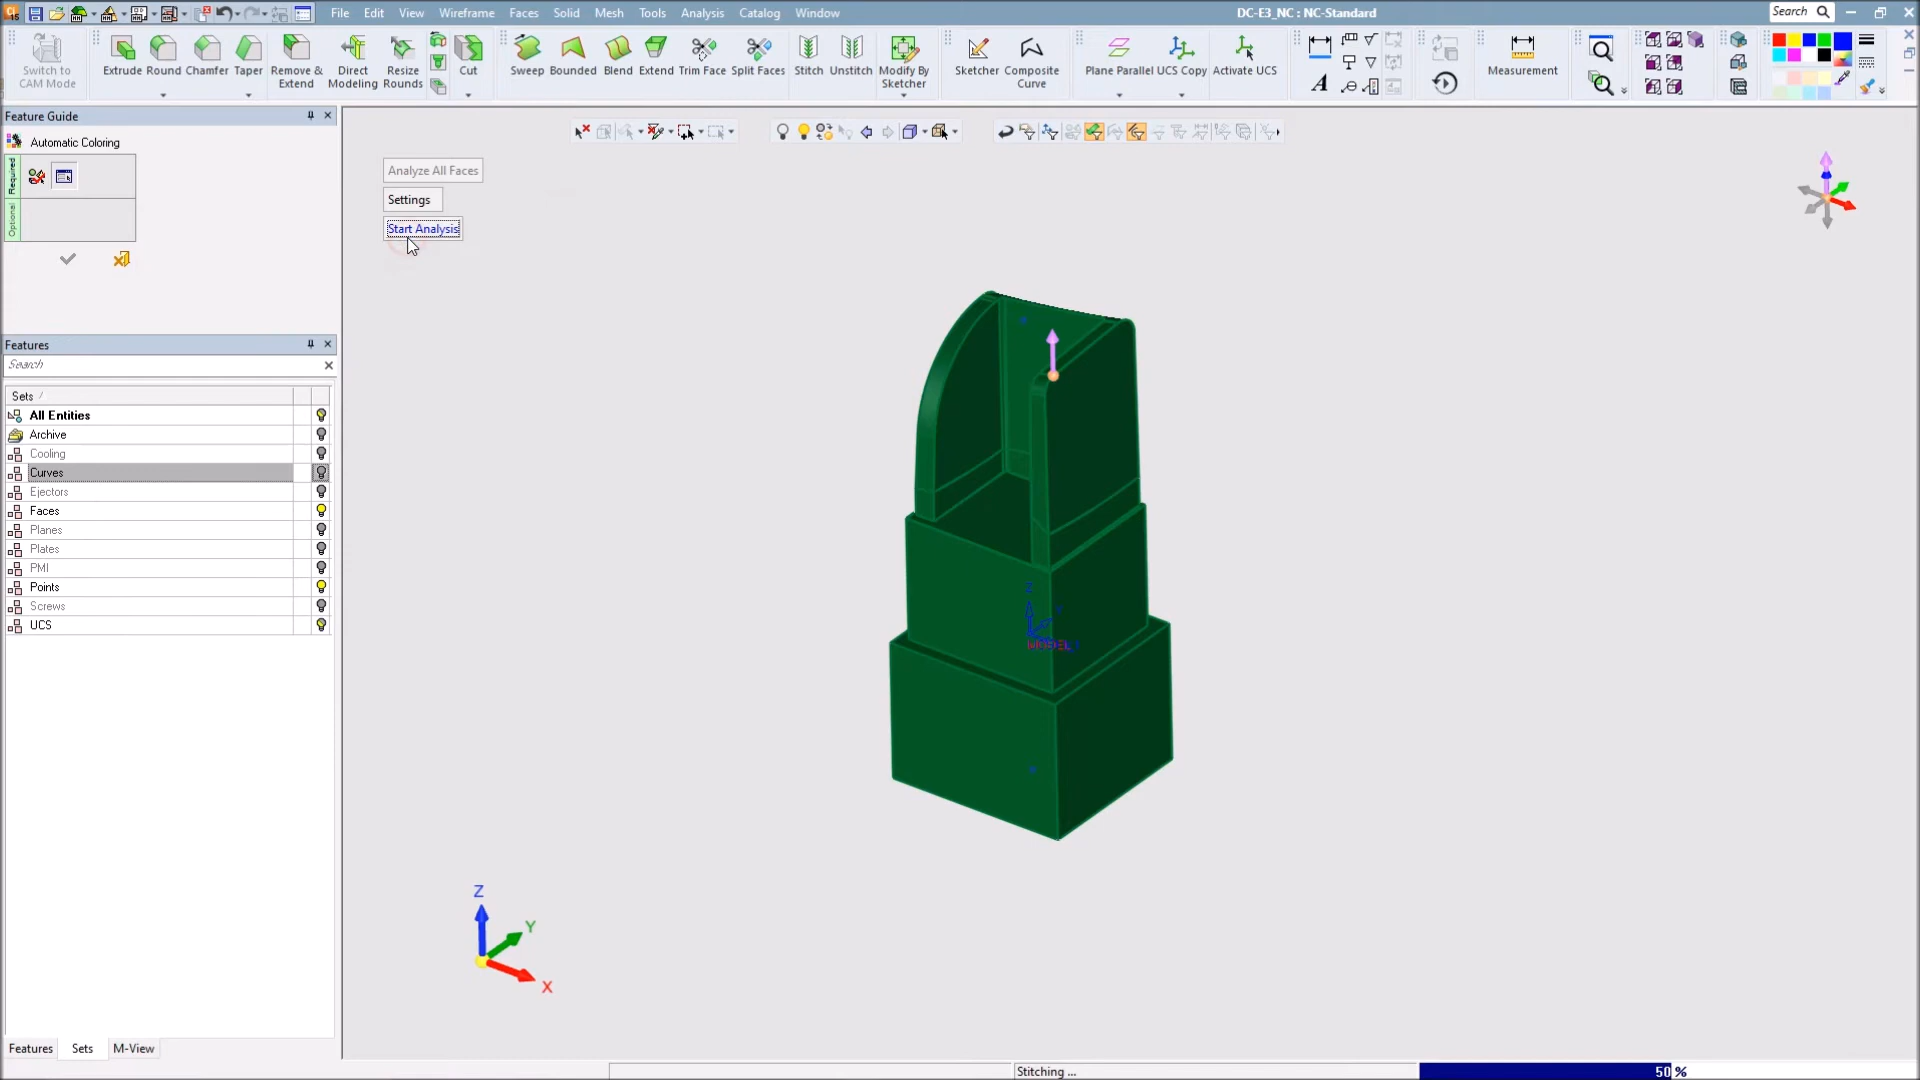 File Edit View Wireframe Faces Solid Mesh Tools Analysis Catalog Window
DC-E3_NC : NC-Standard
Search
Switch to CAM Mode
Extrude
Round
Chamfer
Taper
Remove & Extend
Direct Modeling
Resize Rounds
Cut
Sweep
Bounded
Blend
Extend
Trim Face
Split Faces
Stitch
Unstitch
Modify By Sketcher
Sketcher
Composite Curve
Plane Parallel
UCS Copy
Activate UCS
A
Measurement
Feature Guide
Automatic Coloring
Required
Optional
Analyze All Faces
Settings
Start Analysis
Features
Search
Sets
All Entities
Archive
Cooling
Curves
Ejectors
Faces
Planes
Plates
PMI
Points
Screws
UCS
Z
MODEL
Z
Y
X
Features Sets M-View
Stitching ...
50 %